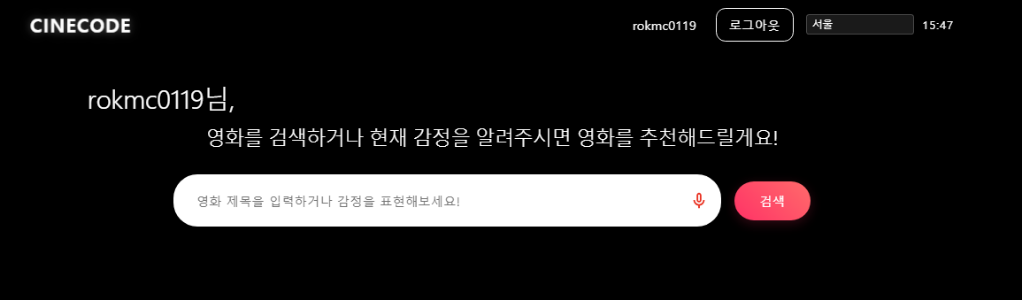 CINECODE
rokmc0119
로그아웃
서울
15:47
rokmc0119님,
영화를 검색하거나 현재 감정을 알려주시면 영화를 추천해드릴게요!
영화 제목을 입력하거나 감정을 표현해보세요!
검색